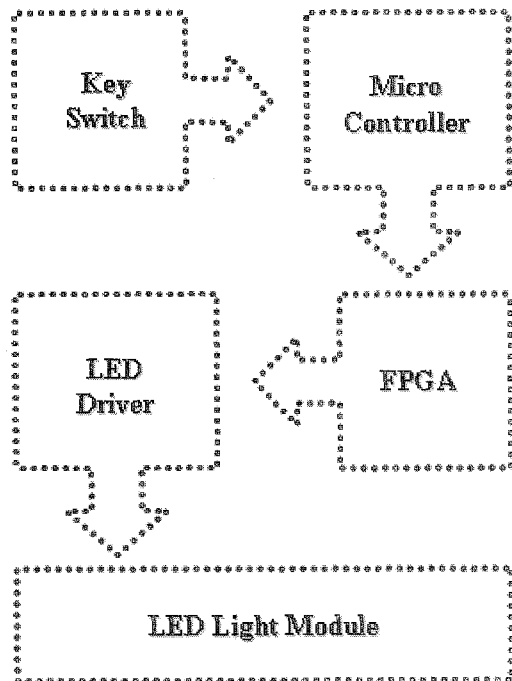 Key
Switch
Micro
Controller
LED
Driver
FPGA
LED Light Module